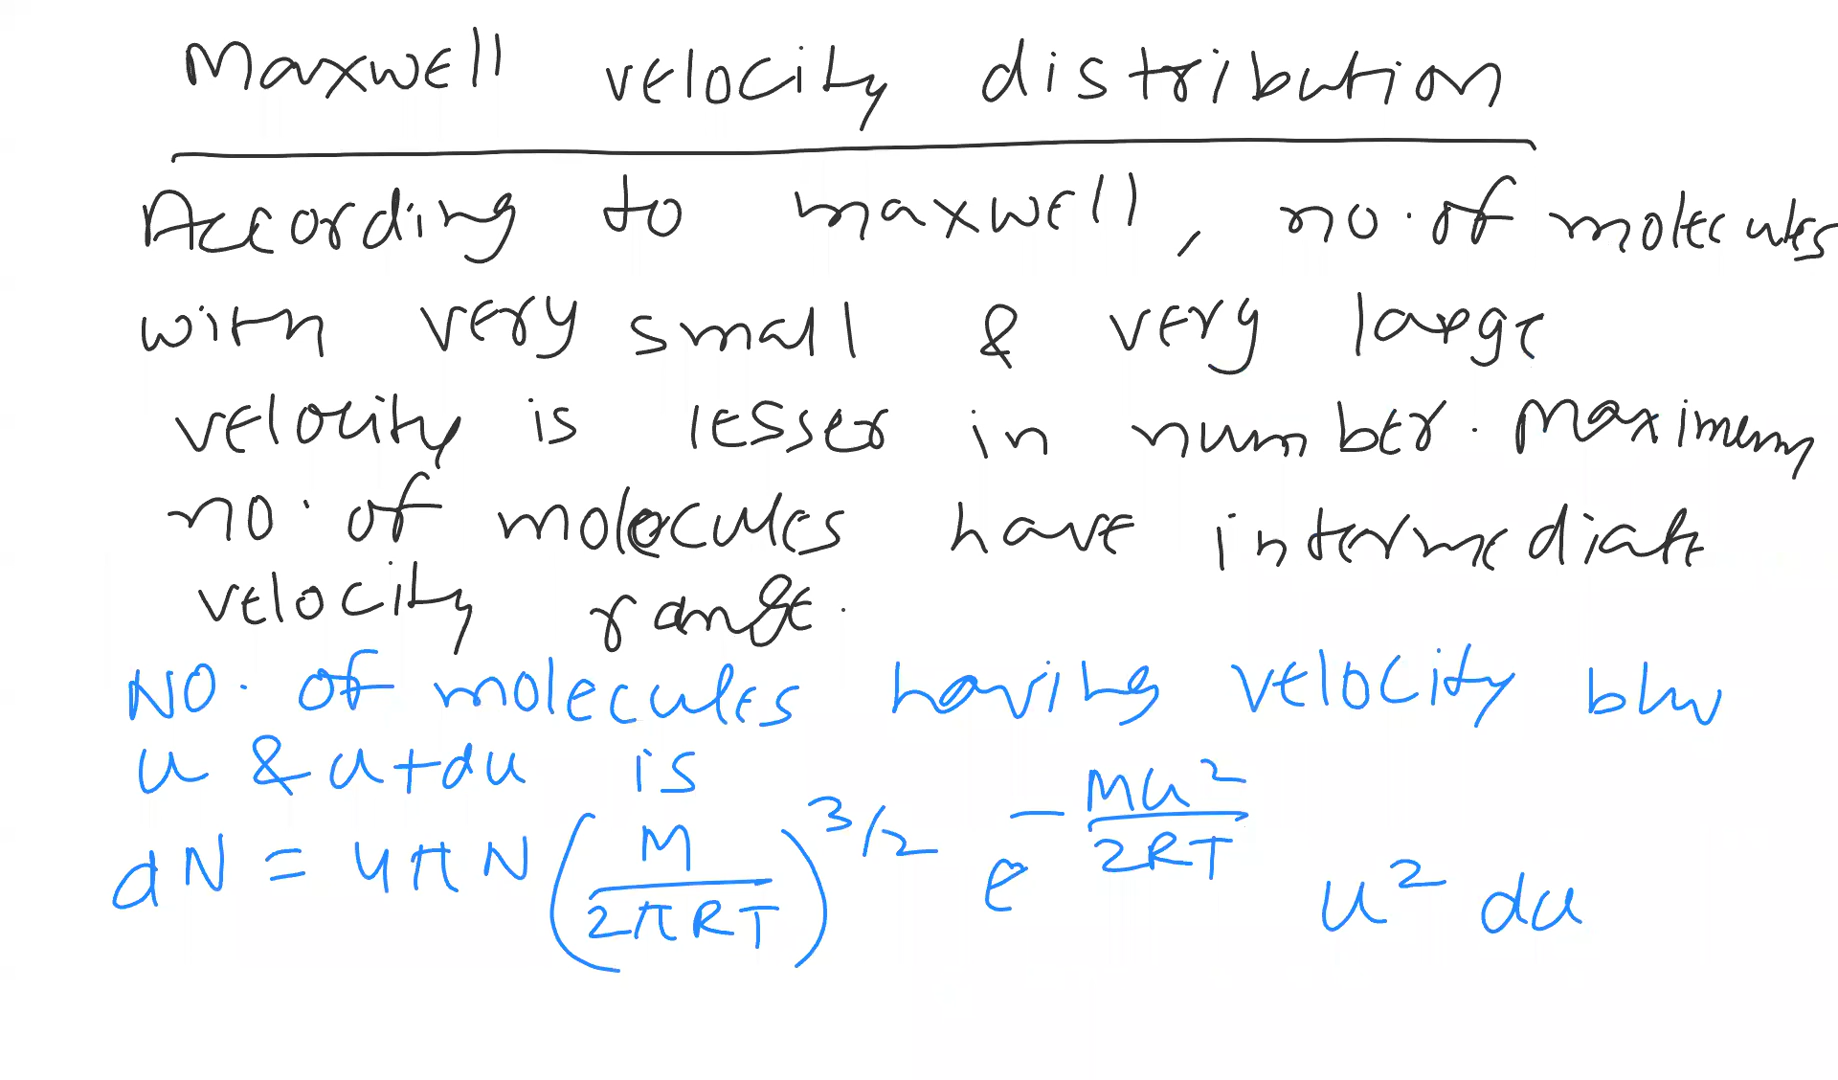 Maxwell velocity distribution
According to maxwell, no. of molecules
with very small & very large
velocity is lesser in number. Maximum
no. of molecules have intermediate
velocity range.
NO. of molecules having velocity b/w
u & u+du is
dN = 4πN (M/2πRT)^3/2 e^-Mu²/2RT u² du